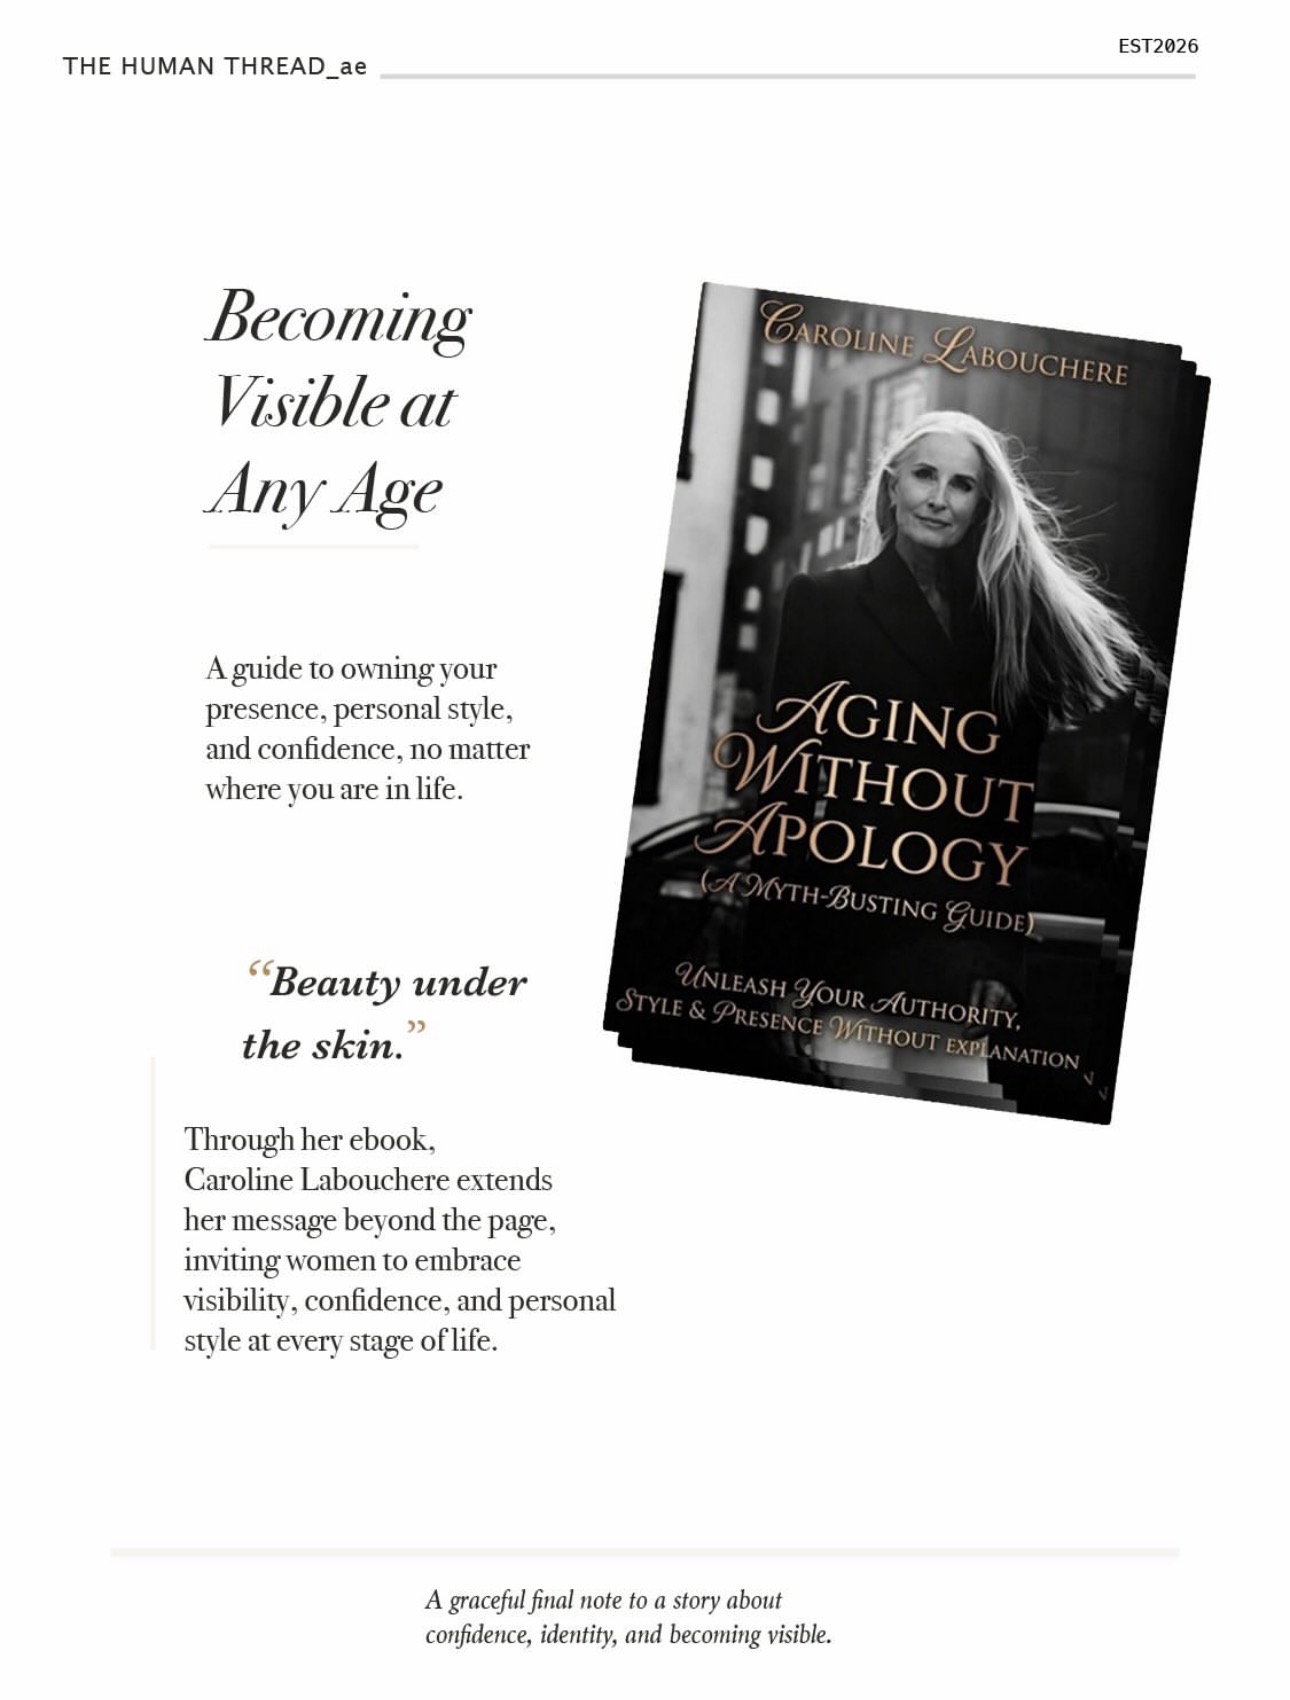 THE HUMAN THREAD_ae
EST2026
Becoming
Visible at
Any Age
A guide to owning your
presence, personal style,
and confidence, no matter
where you are in life.
“Beauty under
the skin.”
Through her ebook,
Caroline Labouchere extends
her message beyond the page,
inviting women to embrace
visibility, confidence, and personal
style at every stage of life.
CAROLINE LABOUCHERE
AGING
WITHOUT
APOLOGY
(A MYTH-BUSTING GUIDE)
UNLEASH YOUR AUTHORITY,
STYLE & PRESENCE WITHOUT EXPLANATION
A graceful final note to a story about
confidence, identity, and becoming visible.